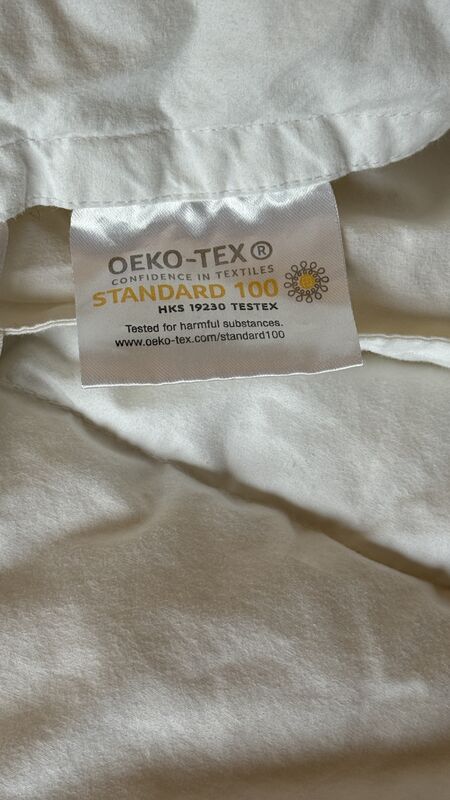 OEKO-TEX®
CONFIDENCE IN TEXTILES
STANDARD 100
HKS 19230 TESTEX
Tested for harmful substances.
www.oeko-tex.com/standard100